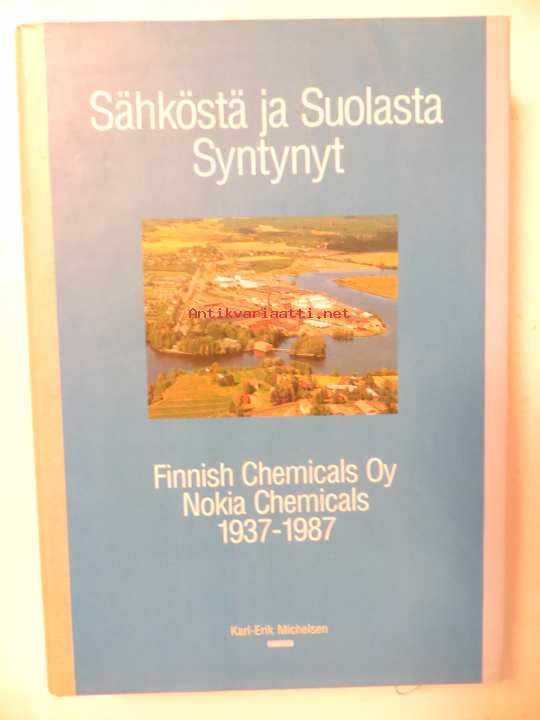 Sähköstä ja Suolasta
Syntynyt
Antikvariaatti.net
Finnish Chemicals Oy
Nokia Chemicals
1937-1987
Karl-Erik Michelsen